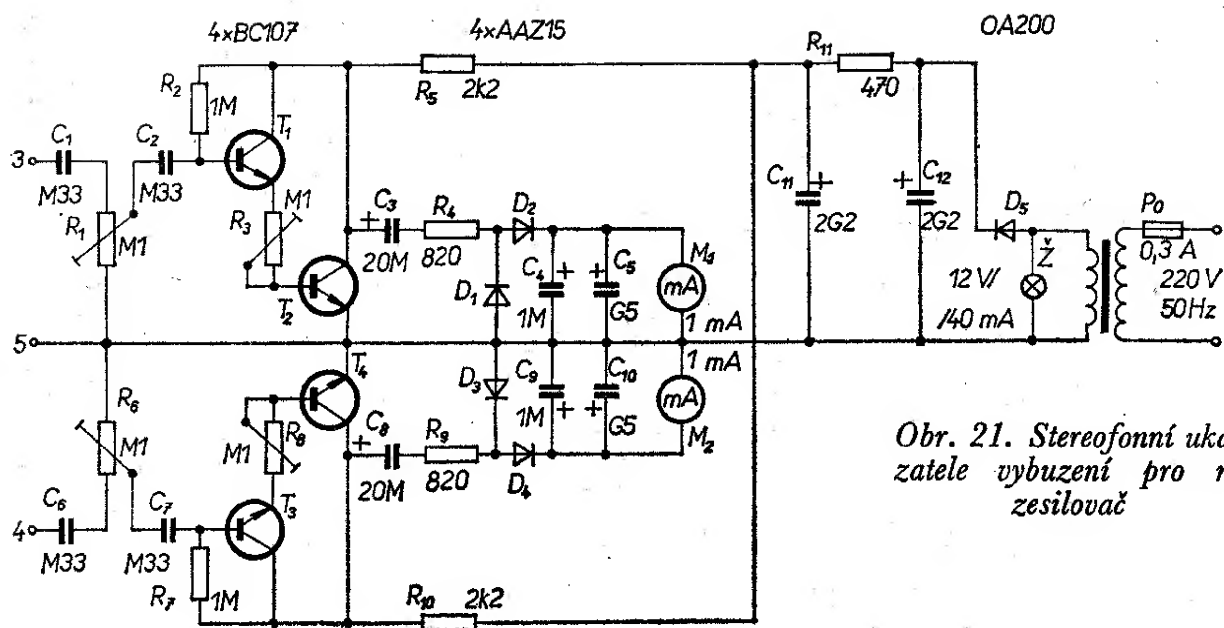 4×BC107
4×AAZ15
OA200
R₂
1M
T₁
R₅
2k2
R₁₁
470
3
C₁
M33
C₂
M33
R₁
M1
R₃
M1
T₂
C₃
+
20M
R₄
820
D₂
D₁
C₄
+
1M
C₅
+
G5
M₁
mA
1 mA
C₁₁
+
2G2
C₁₂
+
2G2
D₅
Ž
12 V/
/40 mA
Po
0,3 A
220 V
50Hz
5
R₆
M1
T₄
R₈
M1
C₈
+
20M
R₉
820
D₃
D₄
C₉
+
1M
C₁₀
+
G5
1 mA
mA
M₂
4
C₆
M33
C₇
M33
T₃
R₇
1M
R₁₀
2k2
Obr. 21. Stereofonní uka
zatele vybuzení pro
zesilovač